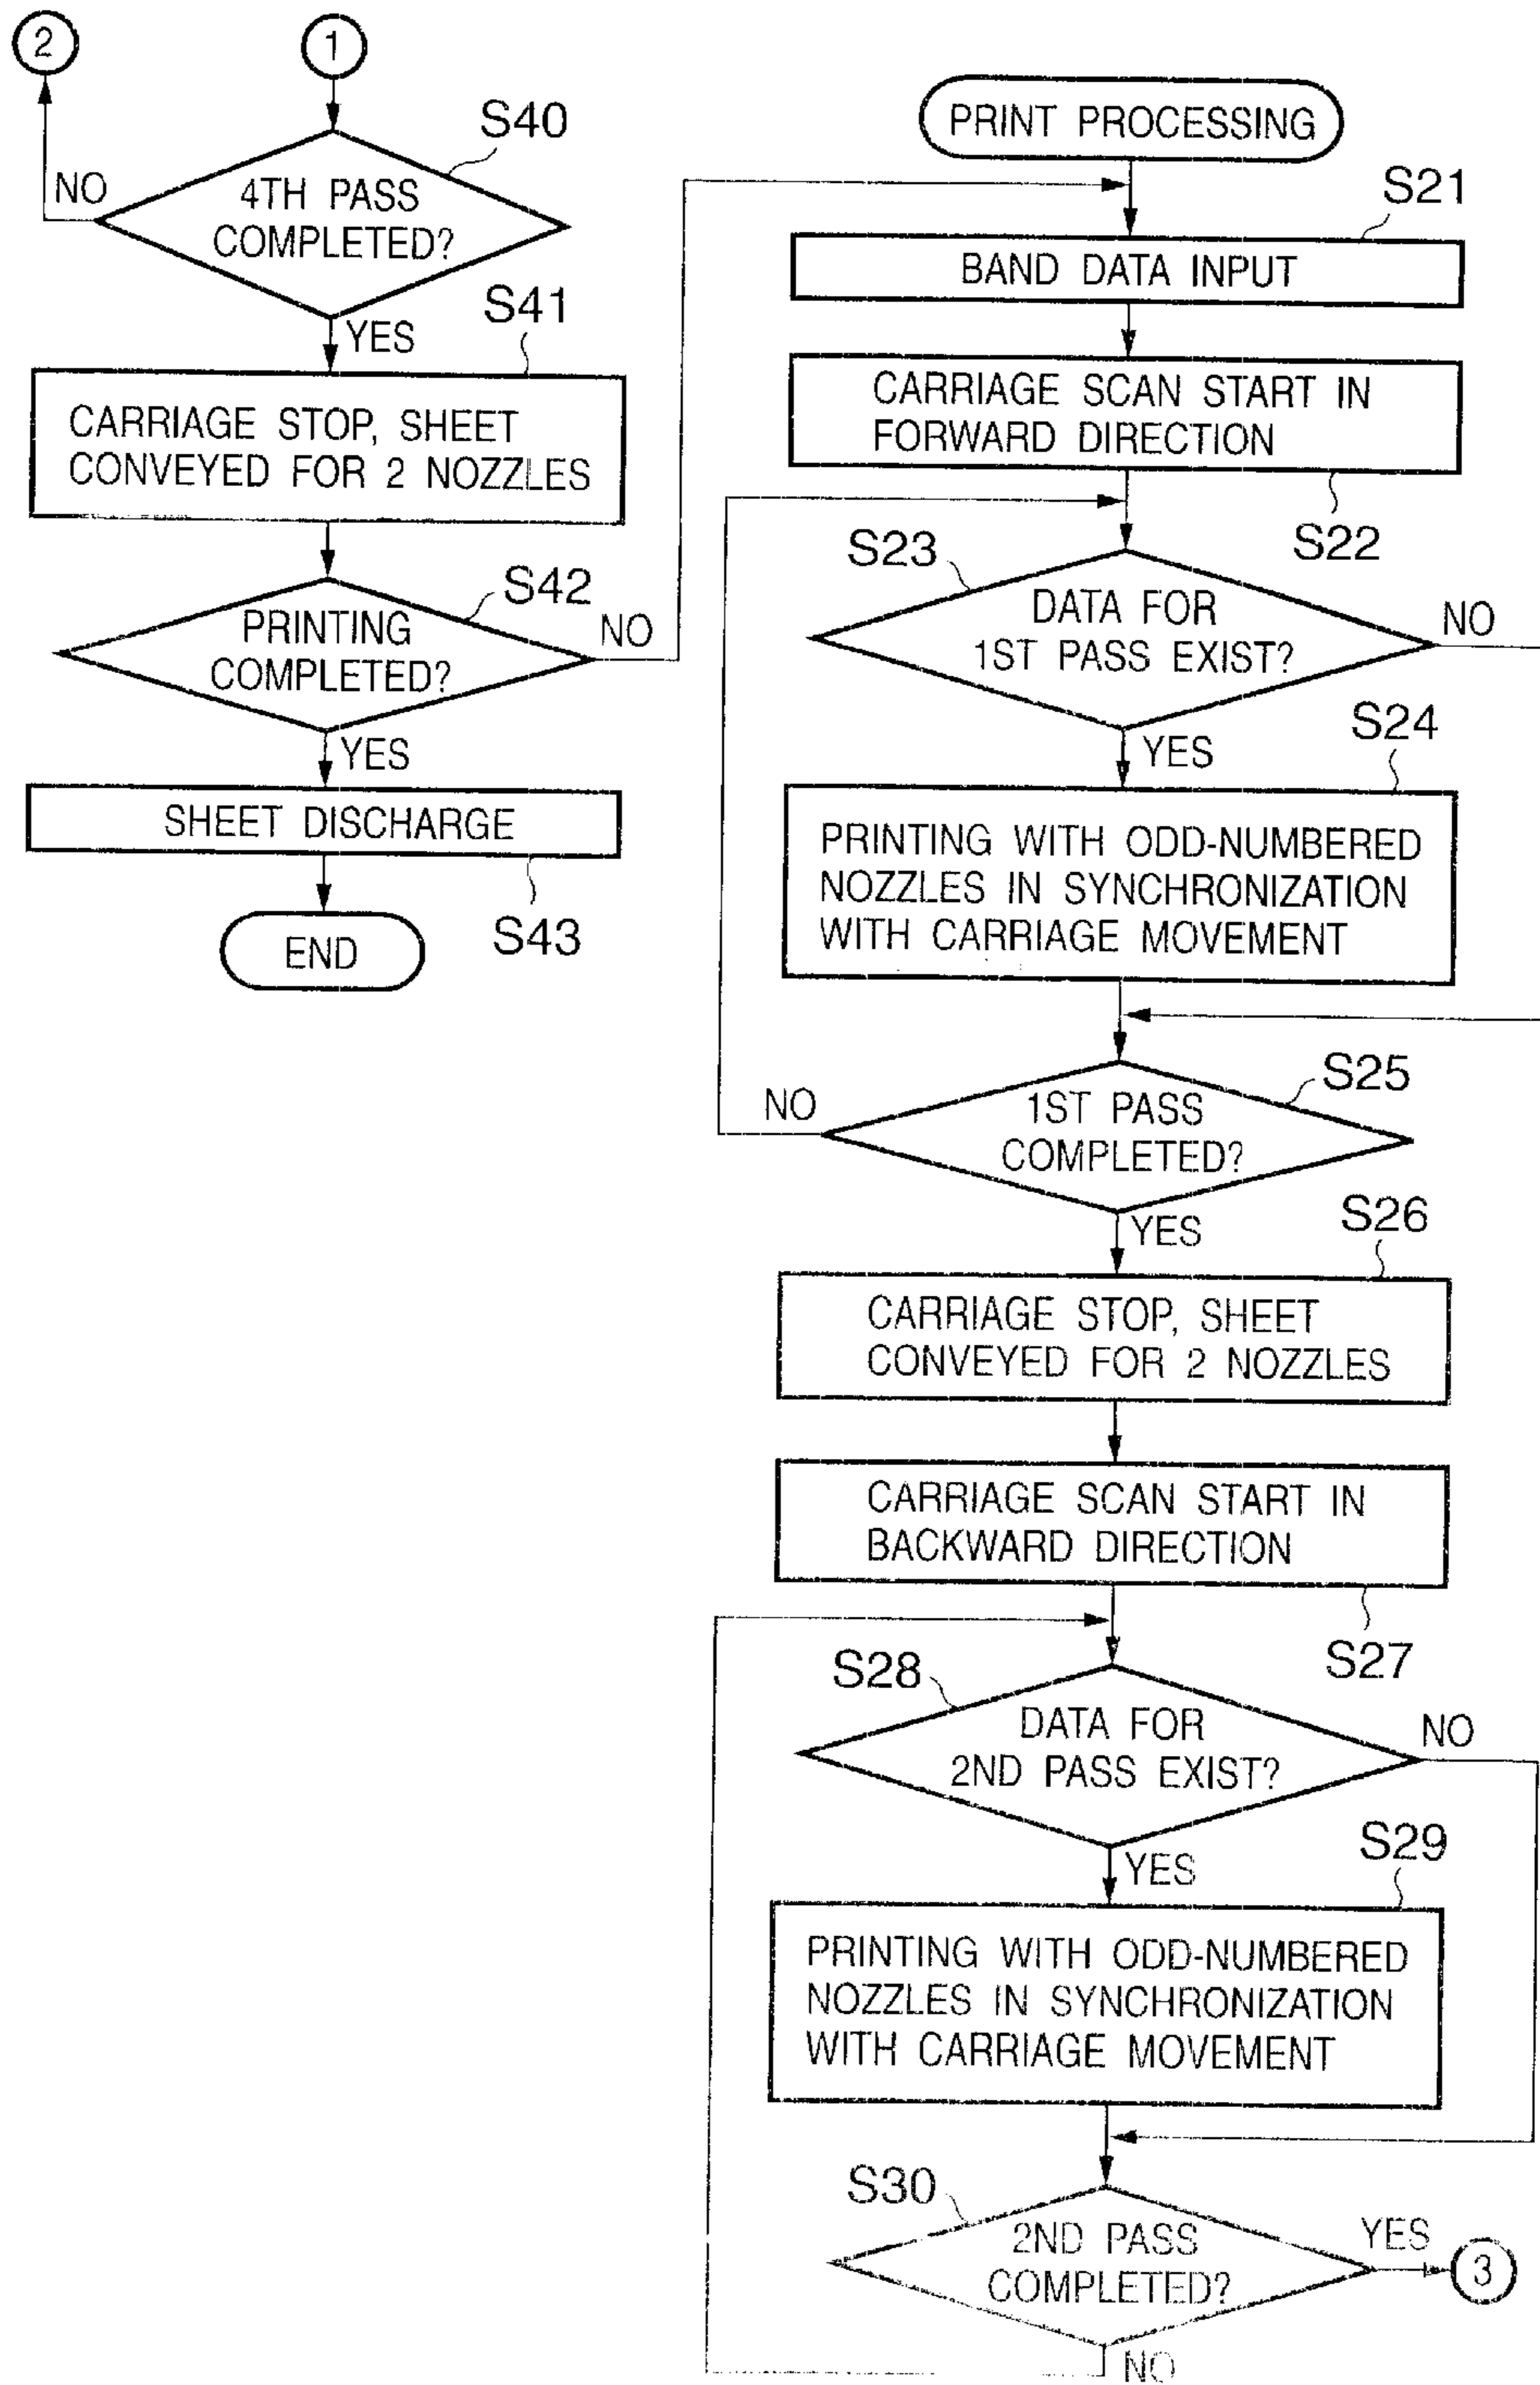 2
1
S40
4TH PASS
COMPLETED?
NO
YES
S41
CARRIAGE STOP, SHEET
CONVEYED FOR 2 NOZZLES
S42
PRINTING
COMPLETED?
NO
YES
SHEET DISCHARGE
S43
END
PRINT PROCESSING
S21
BAND DATA INPUT
CARRIAGE SCAN START IN
FORWARD DIRECTION
S22
S23
DATA FOR
1ST PASS EXIST?
NO
YES
S24
PRINTING WITH ODD-NUMBERED
NOZZLES IN SYNCHRONIZATION
WITH CARRIAGE MOVEMENT
S25
NO
1ST PASS
COMPLETED?
YES
S26
CARRIAGE STOP, SHEET
CONVEYED FOR 2 NOZZLES
CARRIAGE SCAN START IN
BACKWARD DIRECTION
S27
S28
DATA FOR
2ND PASS EXIST?
NO
YES
S29
PRINTING WITH ODD-NUMBERED
NOZZLES IN SYNCHRONIZATION
WITH CARRIAGE MOVEMENT
S30
2ND PASS
COMPLETED?
YES
3
NO